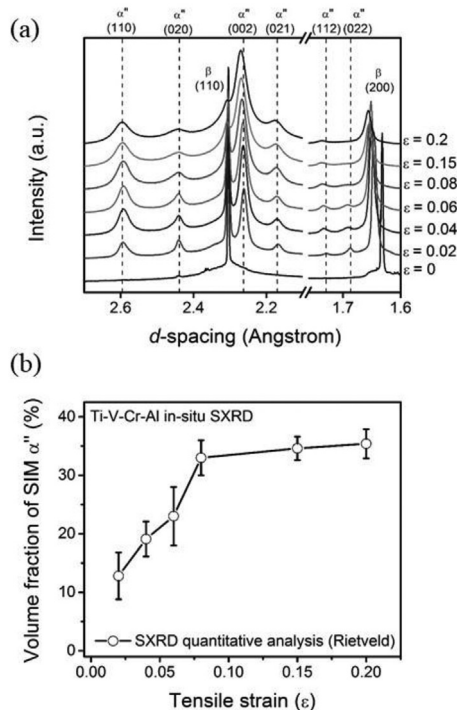 (a)
α" α" α" α" α" α"
(110) (020) (002) (021) (112) (022)
β
(110)
β
(200)
Intensity (a.u.)
ε = 0.2
ε = 0.15
ε = 0.08
ε = 0.06
ε = 0.04
ε = 0.02
ε = 0
2.6 2.4 2.2 1.7 1.6
d-spacing (Angstrom)
(b)
Volume fraction of SIM α" (%)
40
30
20
10
0
Ti-V-Cr-Al in-situ SXRD
SXRD quantitative analysis (Rietveld)
0.00 0.05 0.10 0.15 0.20
Tensile strain (ε)